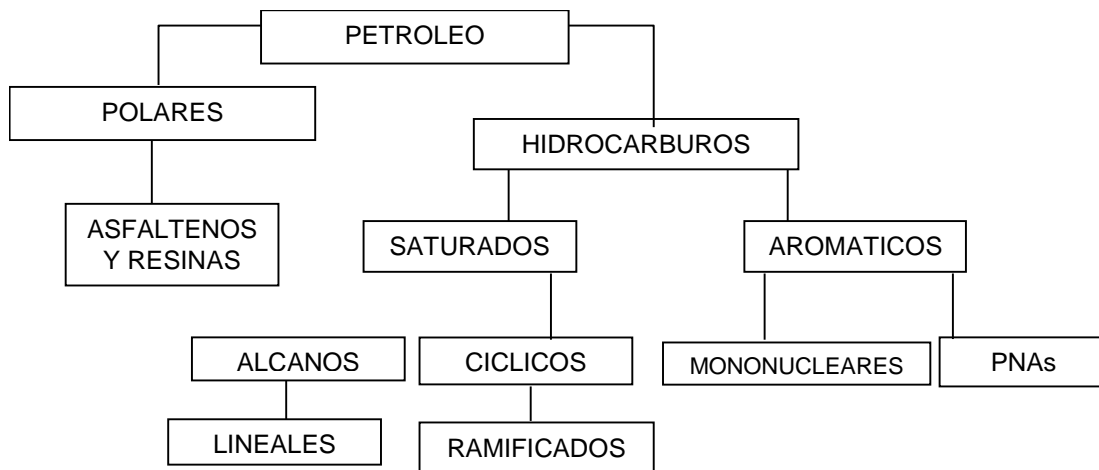 PETROLEO
POLARES
HIDROCARBUROS
ASFALTENOS
Y RESINAS
SATURADOS
AROMATICOS
ALCANOS
CICLICOS
MONONUCLEARES
PNAs
LINEALES
RAMIFICADOS